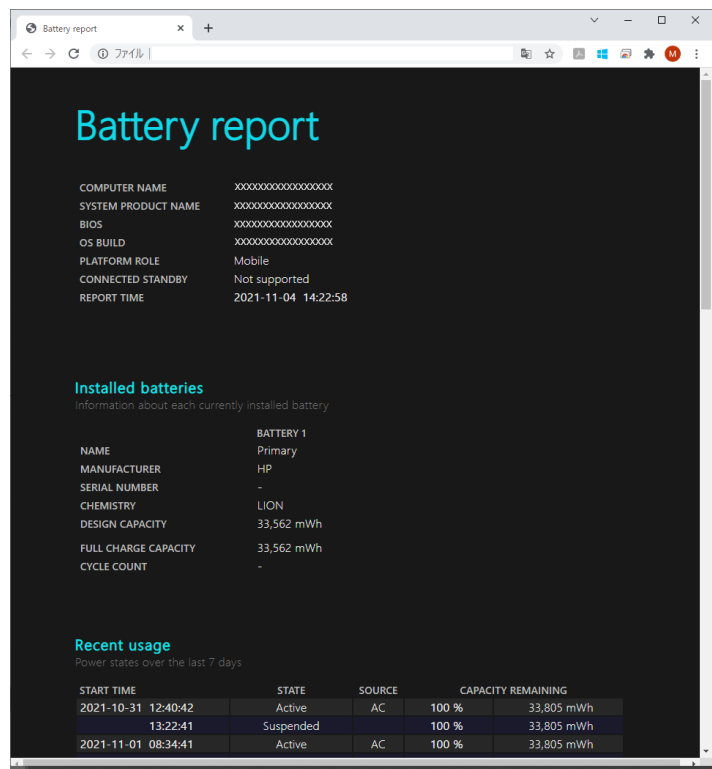 Battery report
ファイル |
M
Battery report
COMPUTER NAME XXXXXXXXXXXXXXXXX
SYSTEM PRODUCT NAME XXXXXXXXXXXXXXXXX
BIOS XXXXXXXXXXXXXXXXX
OS BUILD XXXXXXXXXXXXXXXXX
PLATFORM ROLE Mobile
CONNECTED STANDBY Not supported
REPORT TIME 2021-11-04 14:22:58
Installed batteries
Information about each currently installed battery
BATTERY 1
NAME Primary
MANUFACTURER HP
SERIAL NUMBER -
CHEMISTRY LION
DESIGN CAPACITY 33,562 mWh
FULL CHARGE CAPACITY 33,562 mWh
CYCLE COUNT -
Recent usage
Power states over the last 7 days
START TIME STATE SOURCE CAPACITY REMAINING
2021-10-31 12:40:42 Active AC 100 % 33,805 mWh
13:22:41 Suspended 100 % 33,805 mWh
2021-11-01 08:34:41 Active AC 100 % 33,805 mWh